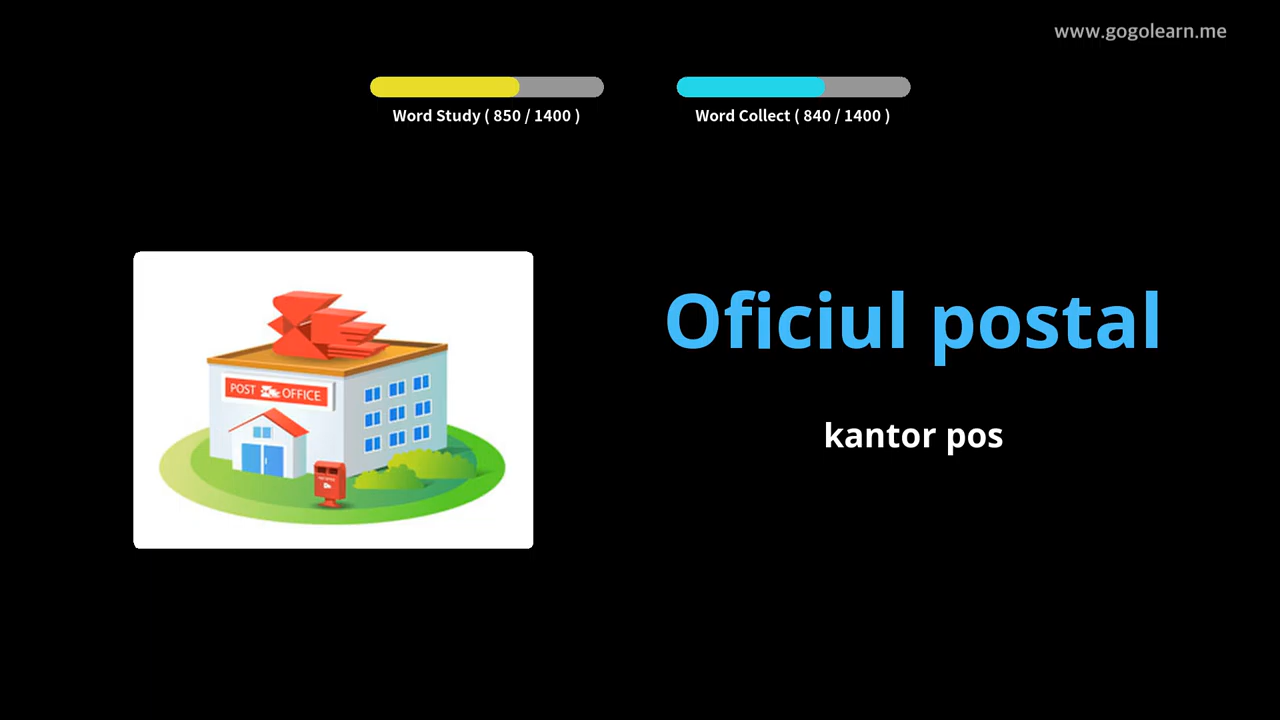 www.gogolearn.me
Word Study ( 850 / 1400 )
Word Collect ( 840 / 1400 )
Oficiul postal
kantor pos
POST OFFICE